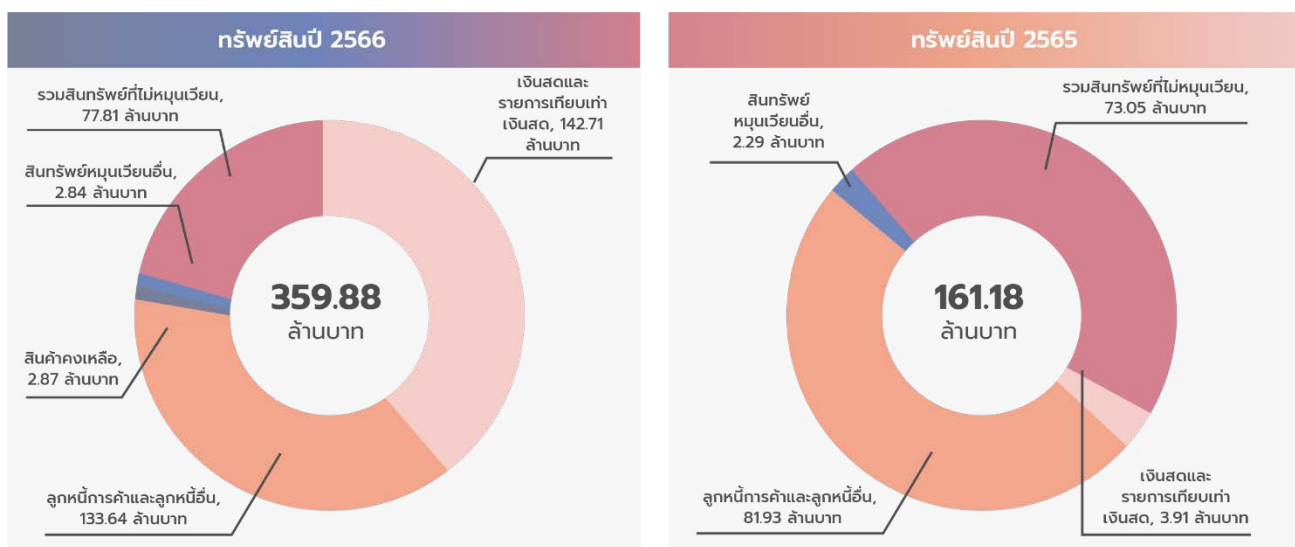 ทรัพย์สินปี 2566
รวมสินทรัพย์ที่ไม่หมุนเวียน,
77.81 ล้านบาท
เงินสดและ
รายการเทียบเท่า
เงินสด, 142.71
ล้านบาท
สินทรัพย์หมุนเวียนอื่น,
2.84 ล้านบาท
359.88
ล้านบาท
สินค้าคงเหลือ,
2.87 ล้านบาท
ลูกหนี้การค้าและลูกหนี้อื่น,
133.64 ล้านบาท
ทรัพย์สินปี 2565
สินทรัพย์
หมุนเวียนอื่น,
2.29 ล้านบาท
รวมสินทรัพย์ที่ไม่หมุนเวียน,
73.05 ล้านบาท
161.18
ล้านบาท
ลูกหนี้การค้าและลูกหนี้อื่น,
81.93 ล้านบาท
เงินสดและ
รายการเทียบเท่า
เงินสด, 3.91 ล้านบาท